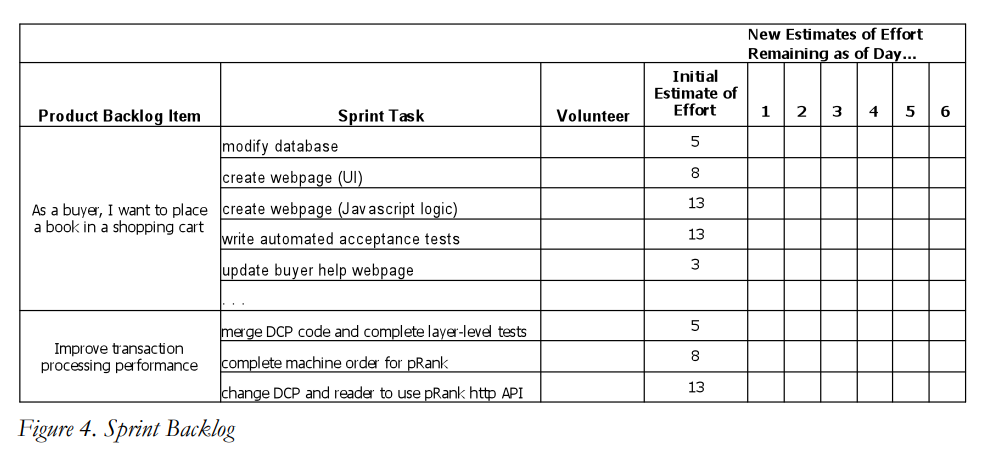 New Estimates of Effort
Remaining as of Day...
Product Backlog Item
Sprint Task
Volunteer
Initial
Estimate of
Effort
1 2 3 4 5 6
As a buyer, I want to place
a book in a shopping cart
modify database 5
create webpage (UI) 8
create webpage (Javascript logic) 13
write automated acceptance tests 13
update buyer help webpage 3
. . .
Improve transaction
processing performance
merge DCP code and complete layer-level tests 5
complete machine order for pRank 8
change DCP and reader to use pRank http API 13
Figure 4. Sprint Backlog